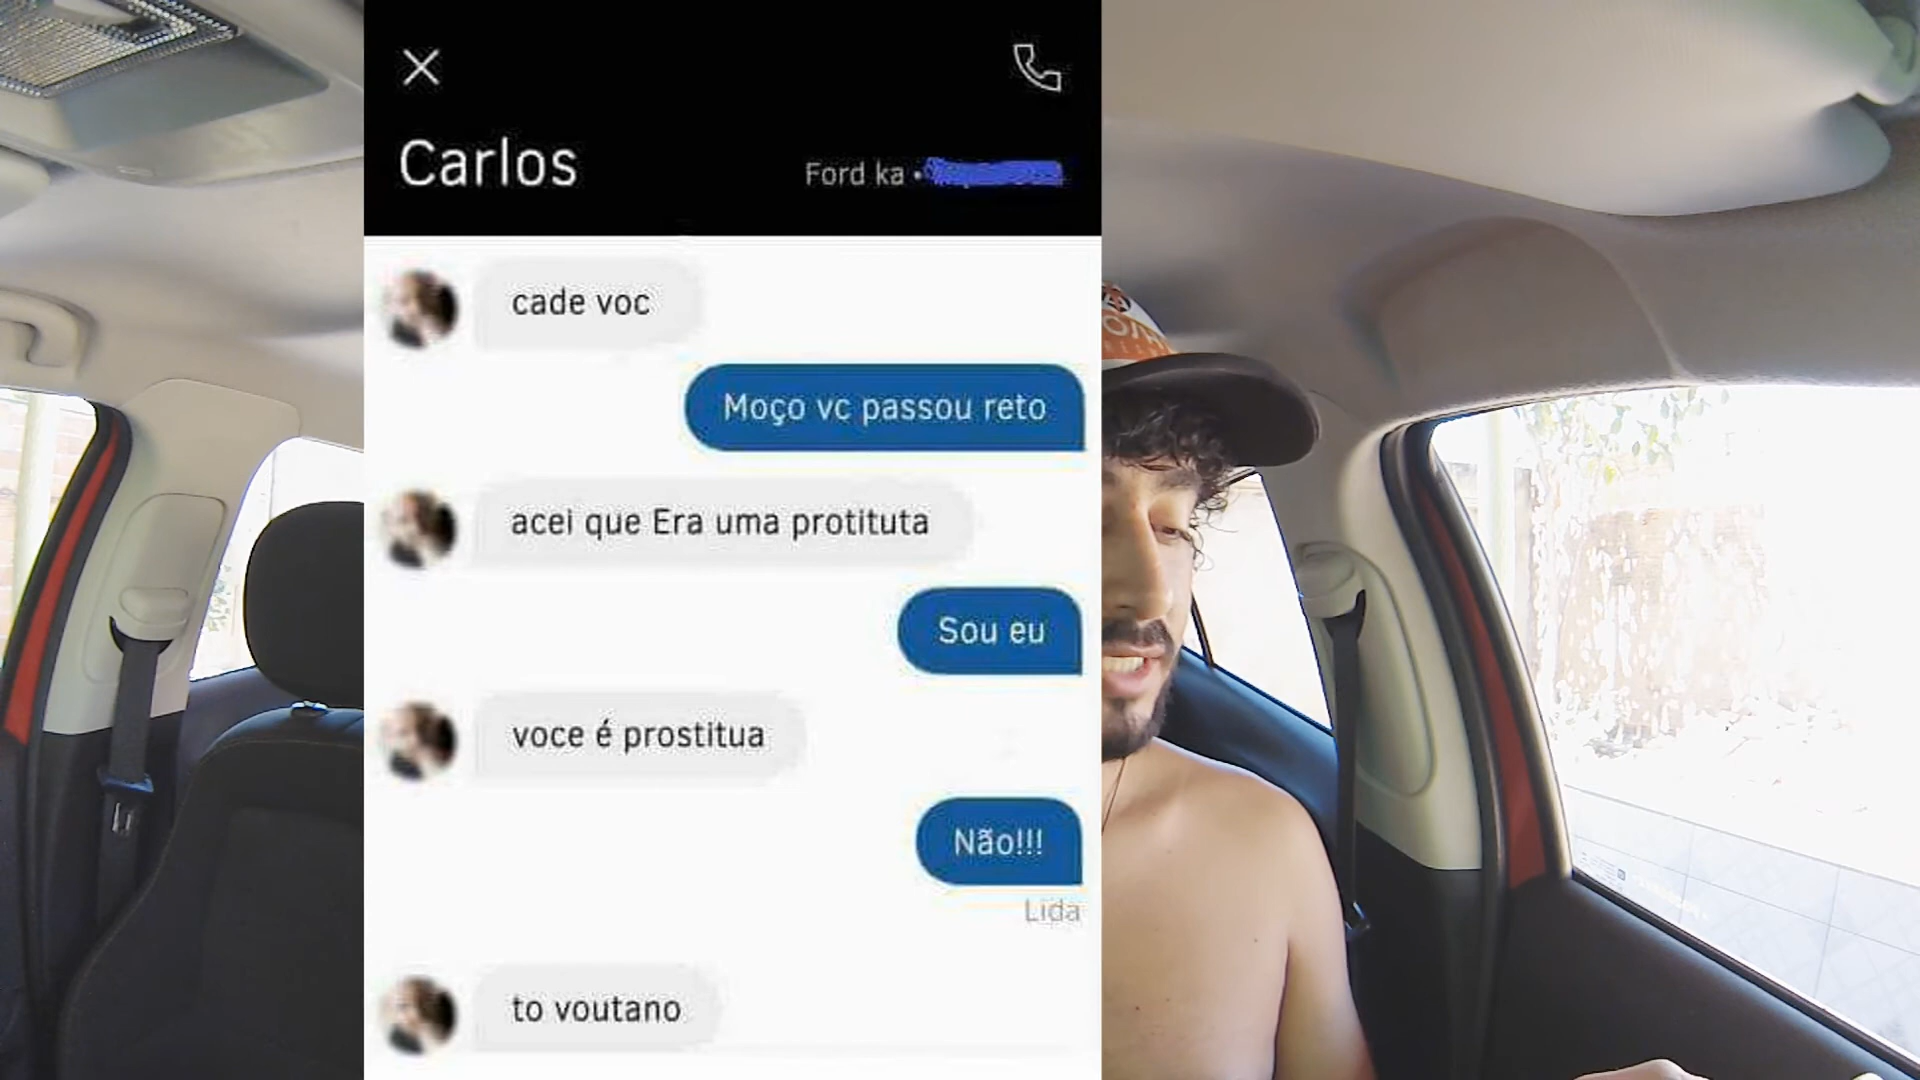 Carlos
Ford ka •
cade voc
Moço vc passou reto
acei que Era uma protituta
Sou eu
voce é prostitua
Não!!!
Lida
to voutano